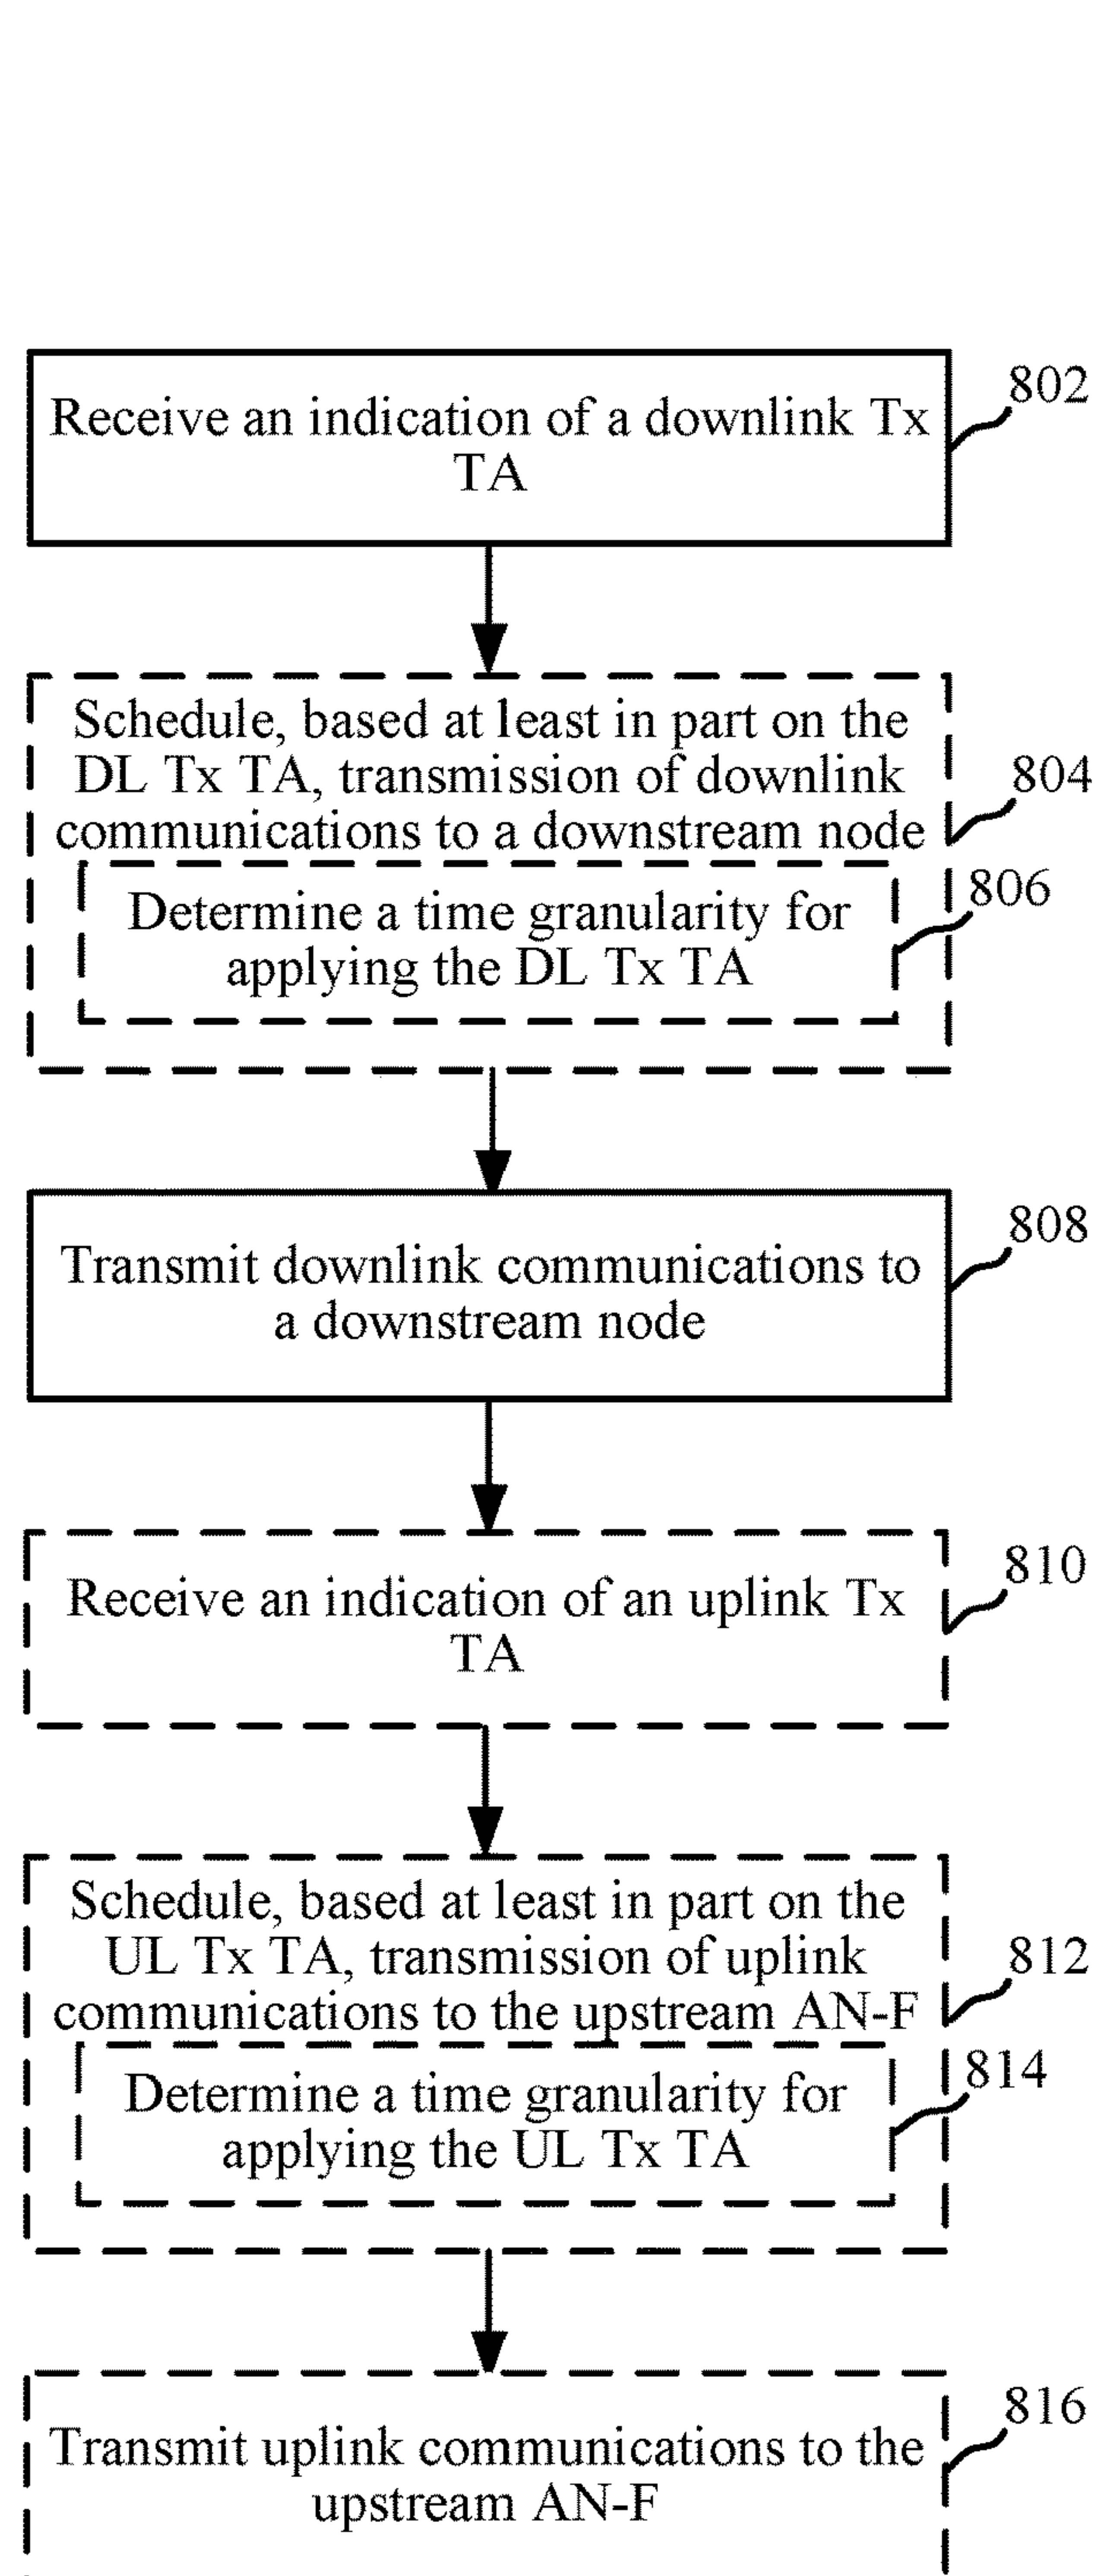 Receive an indication of a downlink Tx
TA
802
Schedule, based at least in part on the
DL Tx TA, transmission of downlink
communications to a downstream node
804
Determine a time granularity for
applying the DL Tx TA
806
Transmit downlink communications to
a downstream node
808
Receive an indication of an uplink Tx
TA
810
Schedule, based at least in part on the
UL Tx TA, transmission of uplink
communications to the upstream AN-F
812
Determine a time granularity for
applying the UL Tx TA
814
Transmit uplink communications to the
upstream AN-F
816